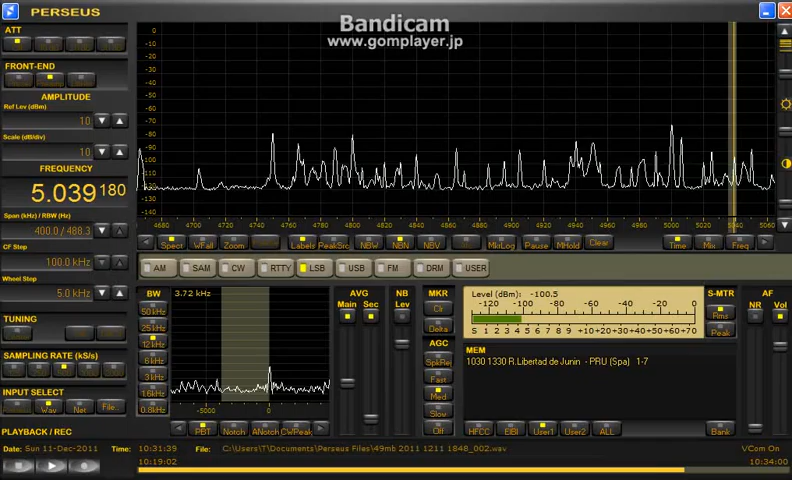 PERSEUS
Bandicam
www.gomplayer.jp
ATT
FRONT-END
AMPLITUDE
Ref Lev (dBm)
10
Scale (dB/div)
10
FREQUENCY
5.039 180
Span (kHz) / RBW (Hz)
400.0 / 488.3
CF Step
100.0 kHz
Wheel Step
5.0 kHz
TUNING
SAMPLING RATE (kS/s)
INPUT SELECT
Wav Net File..
0
-10
-20
-30
-40
-50
-60
-70
-80
-90
-100
-110
-120
-130
-140
4680 4700 4720 4740 4760 4780 4800 4820 4840 4860 4880 4900 4920 4940 4960 4980 5000 5020 5040 5060
Spect WFall Zoom Labels PeakSrc NBW NBN NBV MkLog Pause MHold Clear Time Mix Freq
AM SAM CW RTTY LSB USB FM DRM USER
BW
50kHz
25kHz
12kHz
6kHz
3kHz
1.6kHz
0.8kHz
3.72 kHz
-5000 0
PBT Notch ANotch CWPeak
AVG
Main Sec
NB
Lev
MKR
Clr
Delta
AGC
SpkRej
Fast
Med
Slow
Off
Level (dBm): -100.5
-120 -100 -80 -60 -40 -20 0
S 1 2 3 4 5 6 7 8 9 +10+20+30+40+50+60+70
S-MTR
Rms
Peak
AF
NR Vol
MEM
1030 1330 R.Libertad de Junin - PRU (Spa) 1-7
HFCC EIBI User1 User2 ALL Bank
PLAYBACK / REC
Date: Sun 11-Dec-2011 Time: 10:31:39 File: C:\Users\T\Documents\Perseus Files\49mb 2011 1211 1848_002.wav VCom On
10:19:02 10:34:00